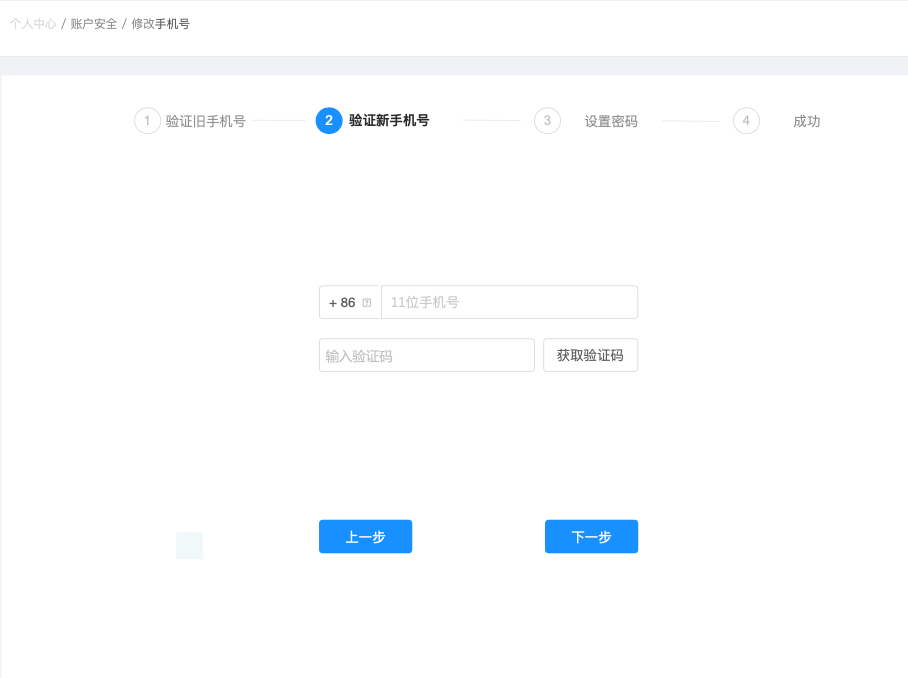 个人中心 / 账户安全 / 修改手机号
1 验证旧手机号 2 验证新手机号 3 设置密码 4 成功
+ 86 11位手机号
输入验证码 获取验证码
上一步 下一步